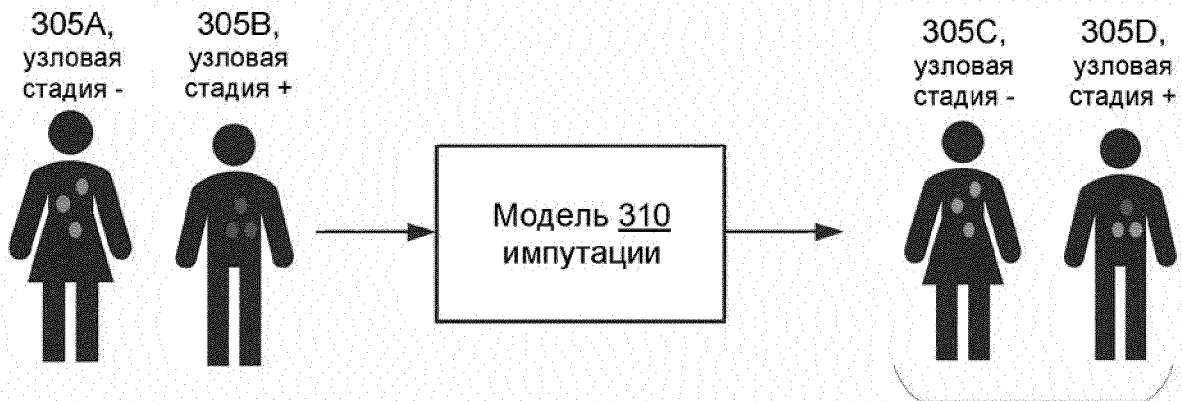 305A,
узловая
стадия -
305B,
узловая
стадия +
Модель 310
импутации
305C,
узловая
стадия -
305D,
узловая
стадия +